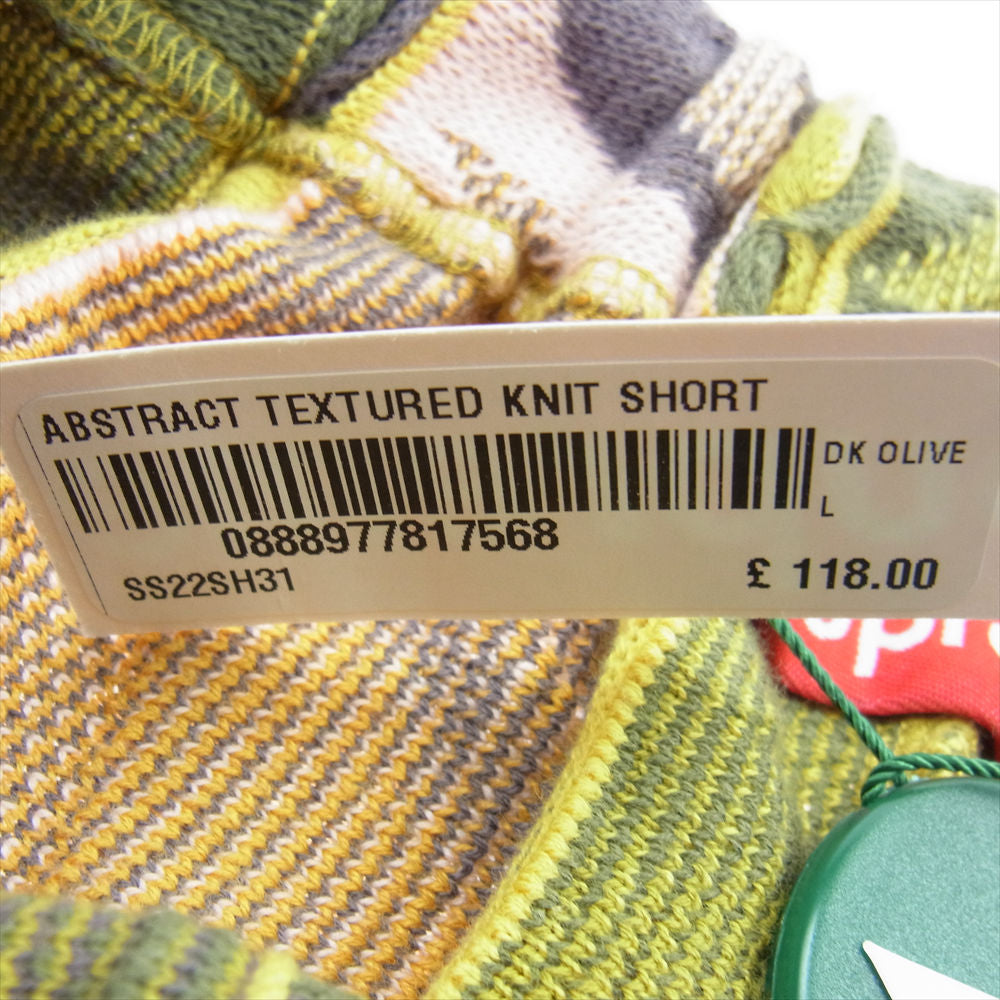 ABSTRACT TEXTURED KNIT SHORT
DK OLIVE
L
0888977817568
SS22SH31
£ 118.00